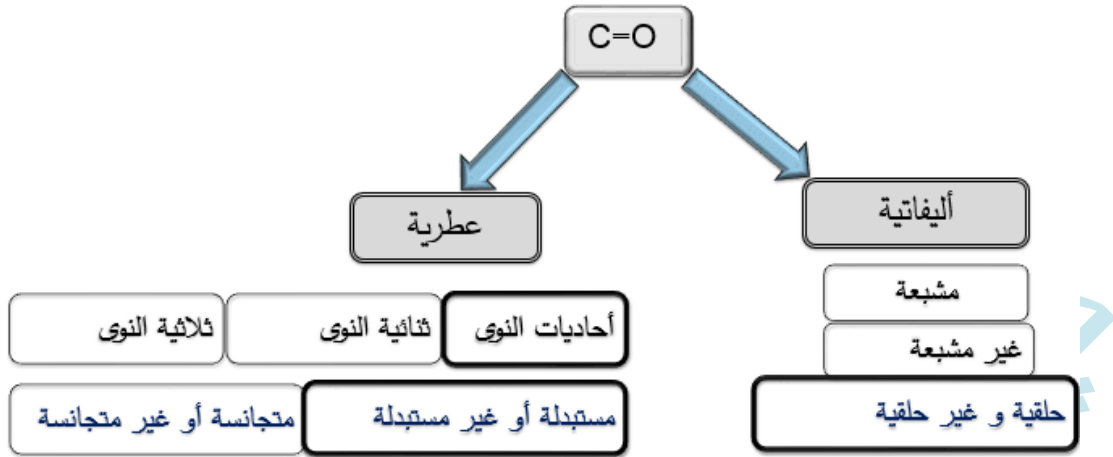 C=O
أليفاتية
عطرية
مشبعة
غير مشبعة
حلقية و غير حلقية
أحاديات النوى
ثنائية النوى
ثلاثية النوى
مستبدلة أو غير مستبدلة
متجانسة أو غير متجانسة